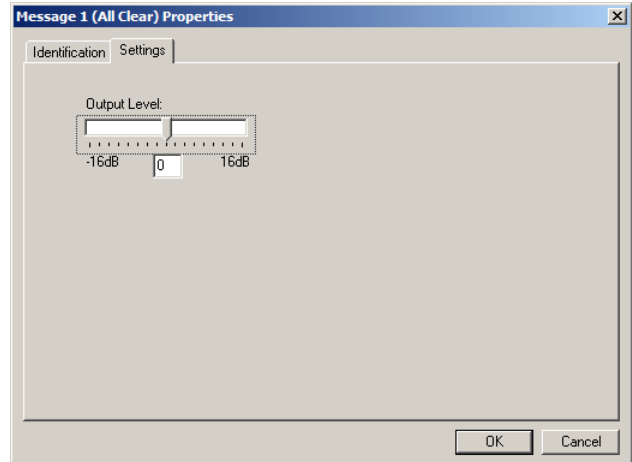 Message 1 (All Clear) Properties
Identification Settings
Output Level:
-16dB 0 16dB
OK Cancel